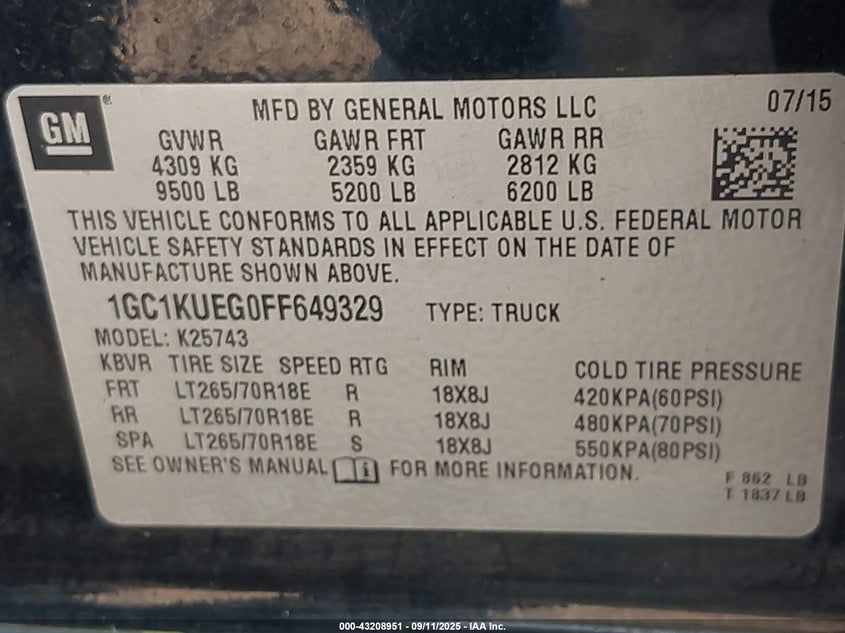 GM
MFD BY GENERAL MOTORS LLC 07/15
GVWR GAWR FRT GAWR RR
4309 KG 2359 KG 2812 KG
9500 LB 5200 LB 6200 LB
THIS VEHICLE CONFORMS TO ALL APPLICABLE U.S. FEDERAL MOTOR
VEHICLE SAFETY STANDARDS IN EFFECT ON THE DATE OF
MANUFACTURE SHOWN ABOVE.
1GC1KUEG0FF649329 TYPE: TRUCK
MODEL: K25743
KBVR TIRE SIZE SPEED RTG RIM COLD TIRE PRESSURE
FRT LT265/70R18E R 18X8J 420KPA(60PSI)
RR LT265/70R18E R 18X8J 480KPA(70PSI)
SPA LT265/70R18E S 18X8J 550KPA(80PSI)
SEE OWNER'S MANUAL FOR MORE INFORMATION.
F 862 LB
T 1837 LB
000-43208951 - 09/11/2025 - IAA Inc.